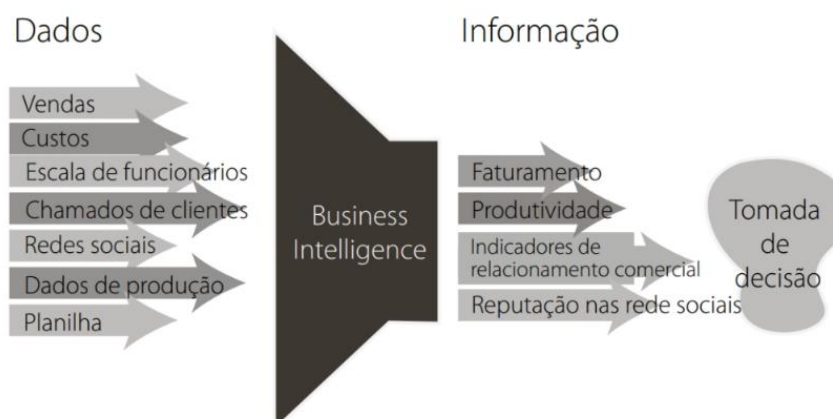 Dados
Vendas
Custos
Escala de funcionários
Chamados de clientes
Redes sociais
Dados de produção
Planilha
Business
Intelligence
Informação
Faturamento
Produtividade
Indicadores de
relacionamento comercial
Reputação nas rede sociais
Tomada
de
decisão